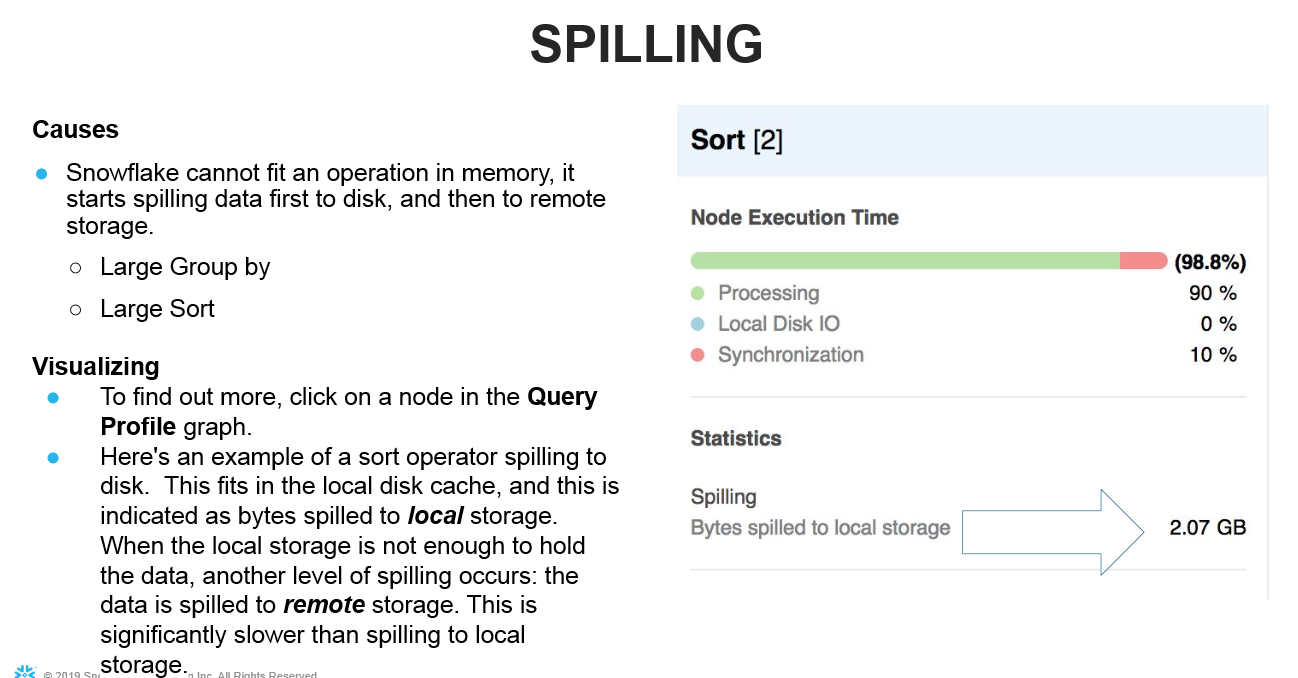 SPILLING
Causes
Snowflake cannot fit an operation in memory, it
starts spilling data first to disk, and then to remote
storage.
Large Group by
Large Sort
Visualizing
To find out more, click on a node in the Query
Profile graph.
Here's an example of a sort operator spilling to
disk.  This fits in the local disk cache, and this is
indicated as bytes spilled to local storage.
When the local storage is not enough to hold
the data, another level of spilling occurs: the
data is spilled to remote storage. This is
significantly slower than spilling to local
storage.
© 2019 Inc. All Rights Reserved
Sort [2]
Node Execution Time
(98.8%)
Processing 90 %
Local Disk IO 0 %
Synchronization 10 %
Statistics
Spilling
Bytes spilled to local storage 2.07 GB